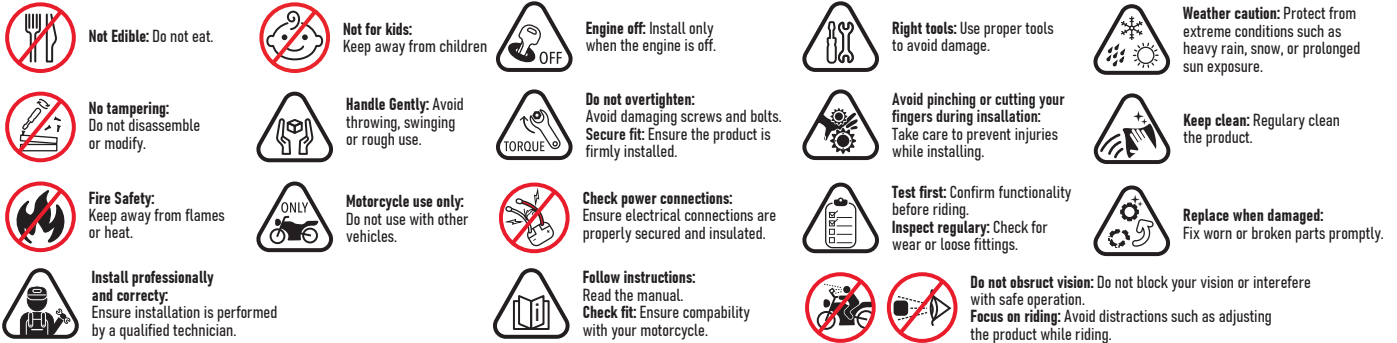 Not Edible: Do not eat.
Not for kids:
Keep away from children
Engine off: Install only
when the engine is off.
OFF
Right tools: Use proper tools
to avoid damage.
Weather caution: Protect from
extreme conditions such as
heavy rain, snow, or prolonged
sun exposure.
No tampering:
Do not disassemble
or modify.
Handle Gently: Avoid
throwing, swinging
or rough use.
TORQUE
Do not overtighten:
Avoid damaging screws and bolts.
Secure fit: Ensure the product is
firmly installed.
Avoid pinching or cutting your
fingers during insallation:
Take care to prevent injuries
while installing.
Keep clean: Regulary clean
the product.
Fire Safety:
Keep away from flames
or heat.
ONLY
Motorcycle use only:
Do not use with other
vehicles.
Check power connections:
Ensure electrical connections are
properly secured and insulated.
Test first: Confirm functionality
before riding.
Inspect regulary: Check for
wear or loose fittings.
Replace when damaged:
Fix worn or broken parts promptly.
Install professionally
and correcty:
Ensure installation is performed
by a qualified technician.
Follow instructions:
Read the manual.
Check fit: Ensure compability
with your motorcycle.
Do not obsruct vision: Do not block your vision or interefere
with safe operation.
Focus on riding: Avoid distractions such as adjusting
the product while riding.